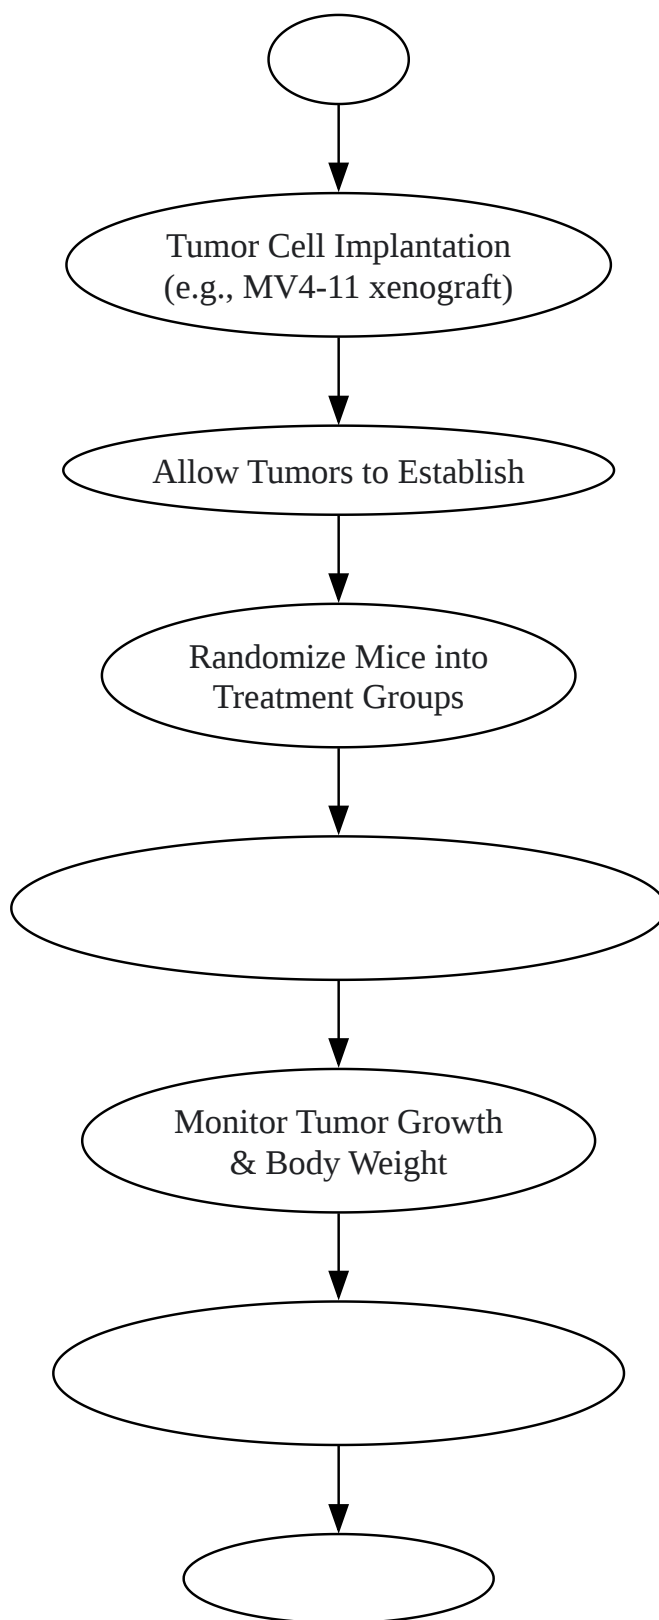 Tumor Cell Implantation
(e.g., MV4-11 xenograft)
Allow Tumors to Establish
Randomize Mice into
Treatment Groups
Monitor Tumor Growth
& Body Weight